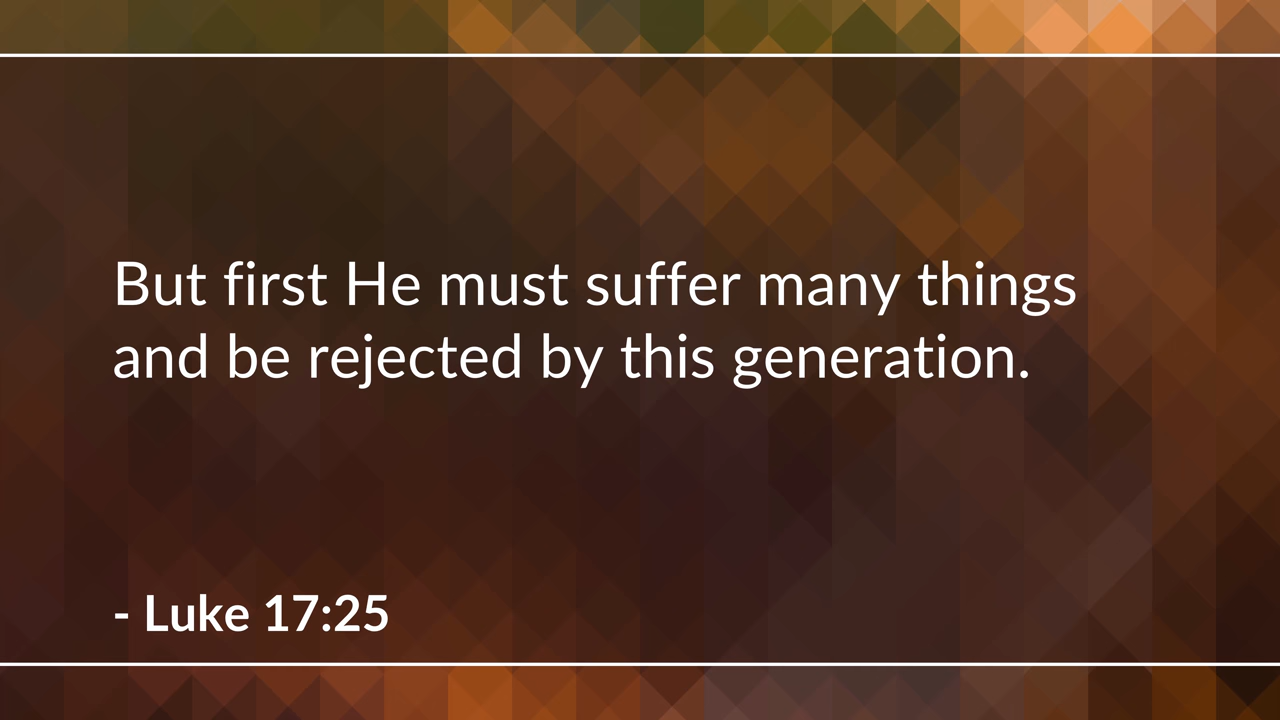 But first He must suffer many things
and be rejected by this generation.
- Luke 17:25